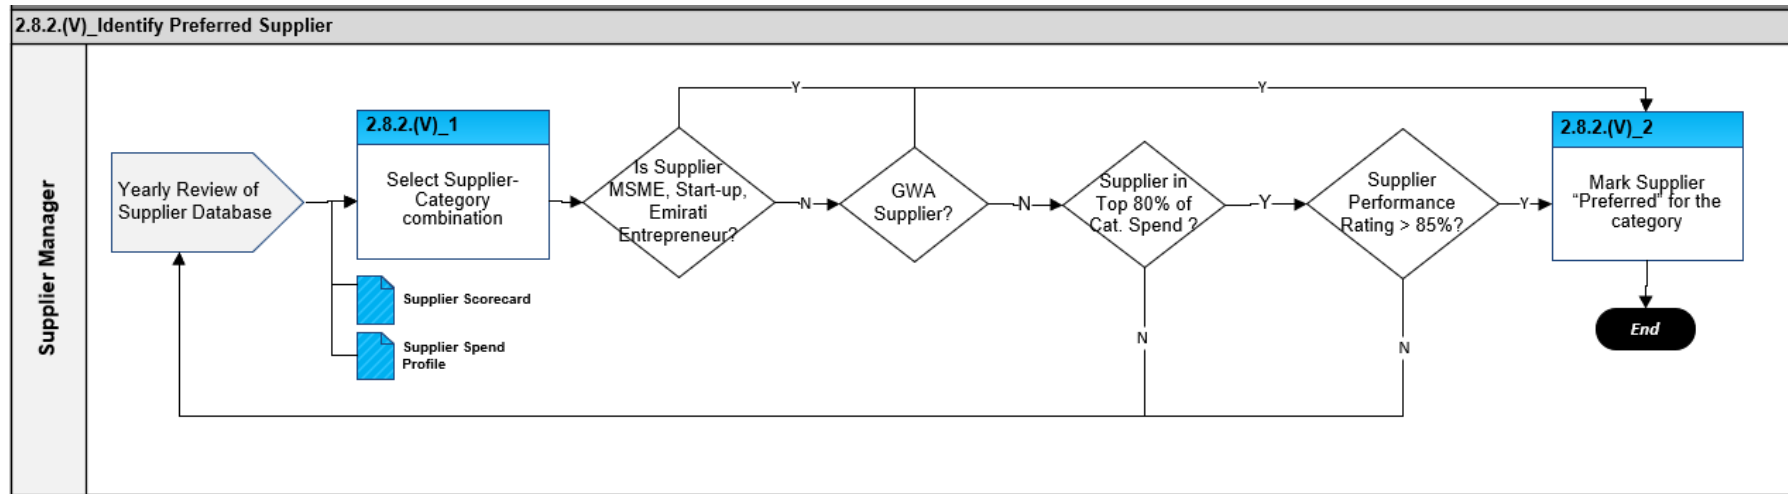 2.8.2.(V)_Identify Preferred Supplier
Supplier Manager
Yearly Review of
Supplier Database
2.8.2.(V)_1
Select Supplier-
Category
combination
Supplier Scorecard
Supplier Spend
Profile
Is Supplier
MSME, Start-up,
Emirati
Entrepreneur?
Y
N
GWA
Supplier?
Y
N
Supplier in
Top 80% of
Cat. Spend ?
Y
N
Supplier
Performance
Rating > 85%?
Y
N
2.8.2.(V)_2
Mark Supplier
“Preferred” for the
category
End